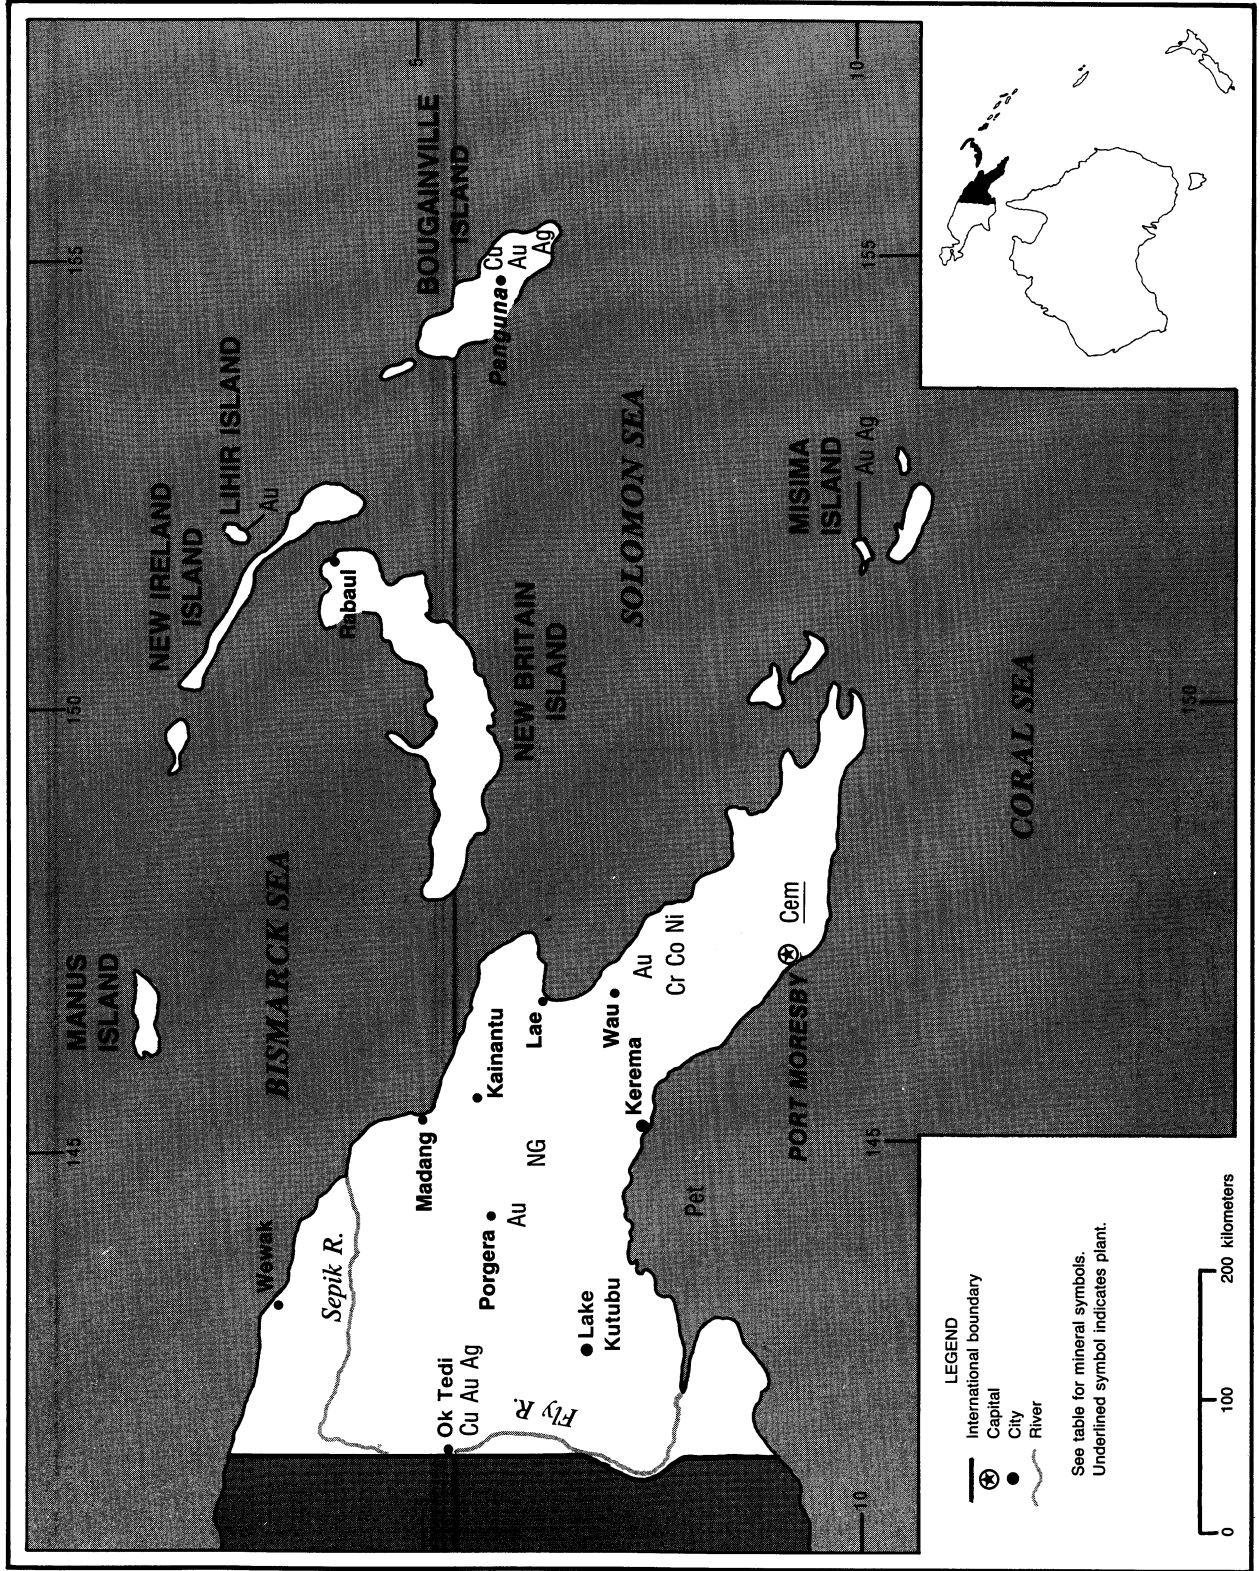 145
150
155
5
10
155
150
145
10
MANUS
ISLAND
NEW IRELAND
ISLAND
LIHIR ISLAND
Au
BISMARCK SEA
Wewak
Sepik R.
Rabaul
BOUGAINVILLE
ISLAND
Cu
Panguna
Au
Ag
Madang
Ok Tedi
Cu Au Ag
Porgera
Au
Kainantu
NG
Lae
NEW BRITAIN
ISLAND
Fly R.
Lake
Kutubu
Wau
Kerema
Au
Cr Co Ni
SOLOMON SEA
Pet
PORT MORESBY
Cem
MISIMA
ISLAND
Au Ag
CORAL SEA
LEGEND
International boundary
Capital
City
River
See table for mineral symbols.
Underlined symbol indicates plant.
0 100 200 kilometers